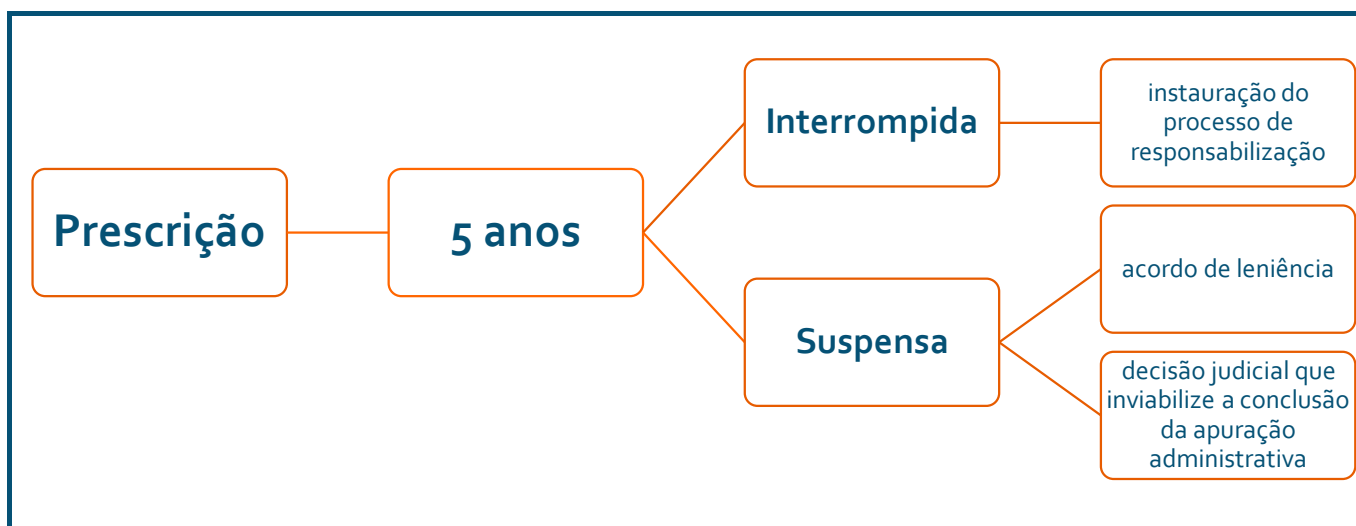 Prescrição
5 anos
Interrompida
instauração do
processo de
responsabilização
Suspensa
acordo de leniência
decisão judicial que
inviabilize a conclusão
da apuração
administrativa